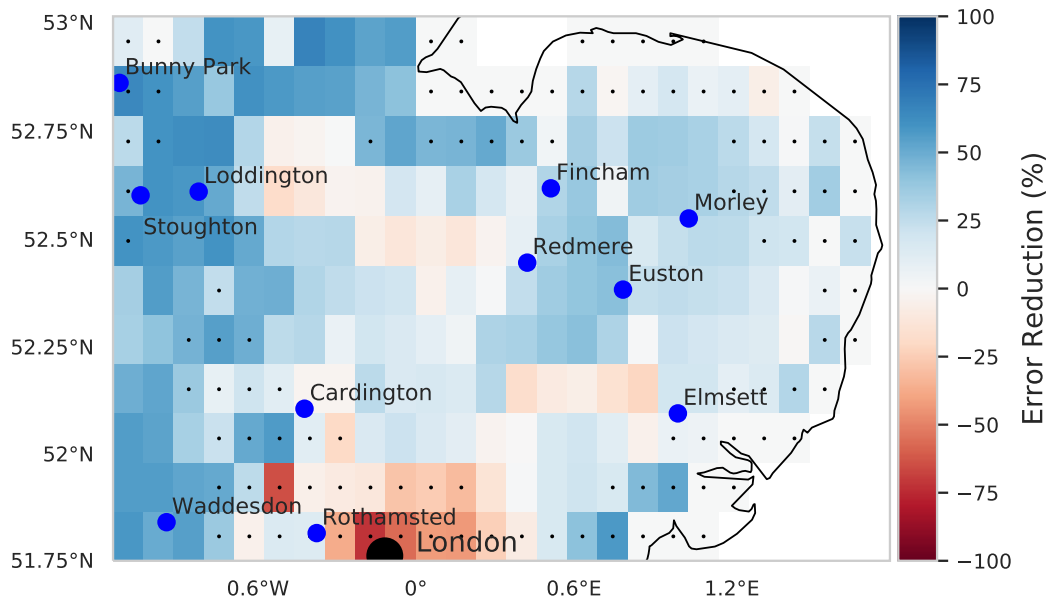 53°N
100
Bunny Park
75
52.75°N
50
Loddington
Fincham
Morley
25
Stoughton
52.5°N
Redmere
Euston
0
52.25°N
−25
Cardington
Elmsett
−50
52°N
−75
Waddesdon
Rothamsted
London
51.75°N
−100
0.6°W
0°
0.6°E
1.2°E
Error Reduction (%)